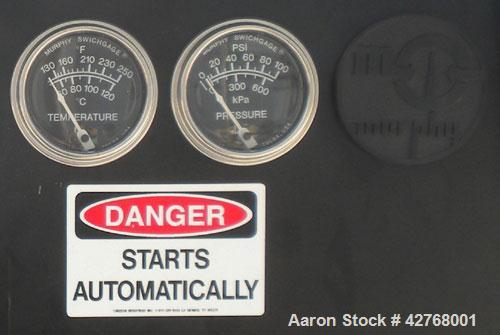 MURPHY SWICHGAGE®
°F
130 160 210 230 250
80 100 120
°C
TEMPERATURE
MURPHY SWICHGAGE®
PSI
0 20 40 60 80 100
0 300 600
kPa
PRESSURE
DANGER
STARTS
AUTOMATICALLY
Aaron Stock # 42768001